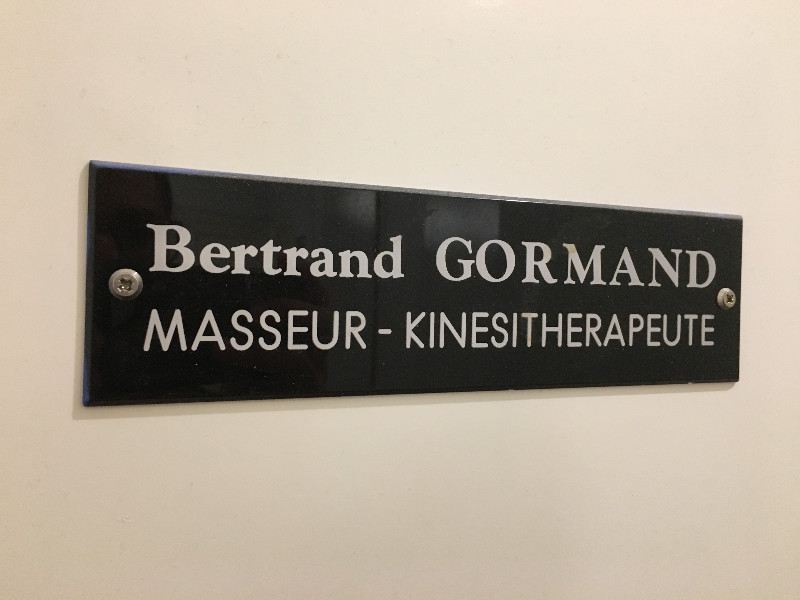 Bertrand GORMAND
MASSEUR - KINESITHERAPEUTE